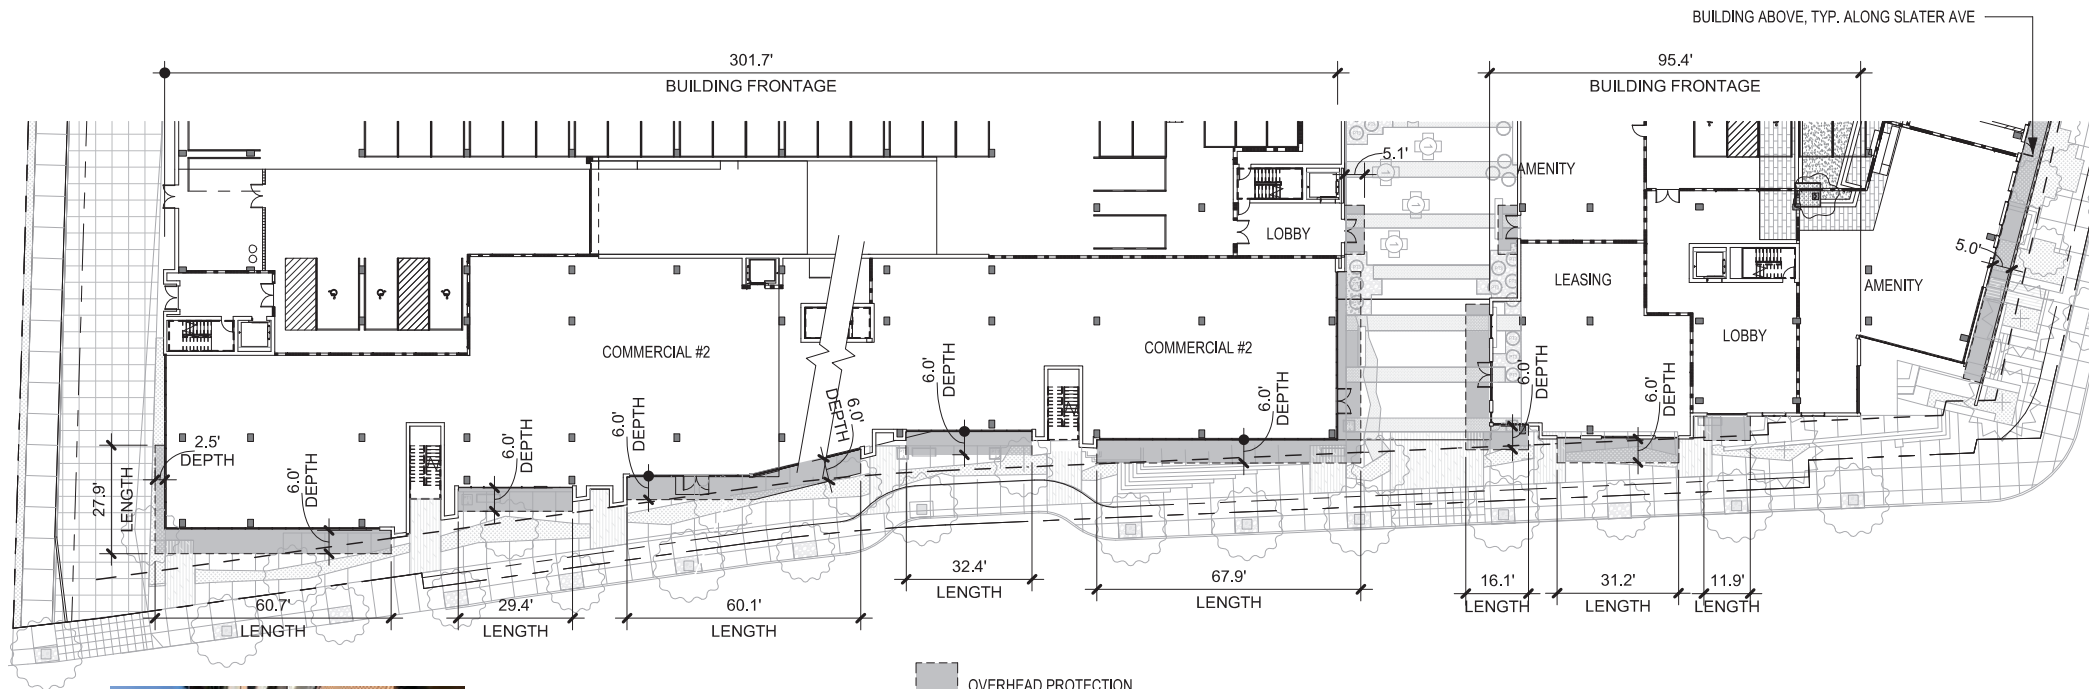 BUILDING ABOVE, TYP. ALONG SLATER AVE
301.7'
BUILDING FRONTAGE
95.4'
BUILDING FRONTAGE
5.1'
AMENITY
LOBBY
5.0'
LEASING
AMENITY
LOBBY
COMMERCIAL #2
COMMERCIAL #2
6.0'
DEPTH
6.0'
DEPTH
6.0'
DEPTH
6.0'
DEPTH
6.0'
DEPTH
6.0'
DEPTH
2.5'
DEPTH
6.0'
DEPTH
6.0'
DEPTH
27.9'
LENGTH
60.7'
LENGTH
29.4'
LENGTH
60.1'
LENGTH
32.4'
LENGTH
67.9'
LENGTH
16.1'
LENGTH
31.2'
LENGTH
11.9'
LENGTH
OVERHEAD PROTECTION